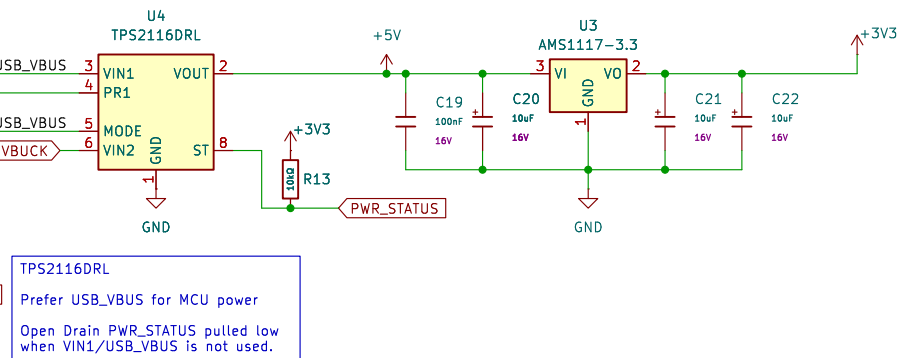 U4
TPS2116DRL
USB_VBUS
3 VIN1 VOUT 2
4 PR1
USB_VBUS
5 MODE
VBUCK 6 VIN2 ST 8
GND
1
GND
+3V3
10kΩ R13
PWR_STATUS
+5V
U3
AMS1117-3.3
3 VI VO 2
GND
1
GND
+3V3
C19
100nF
16V
C20
10uF
16V
C21
10uF
16V
C22
10uF
16V
TPS2116DRL
Prefer USB_VBUS for MCU power
Open Drain PWR_STATUS pulled low
when VIN1/USB_VBUS is not used.